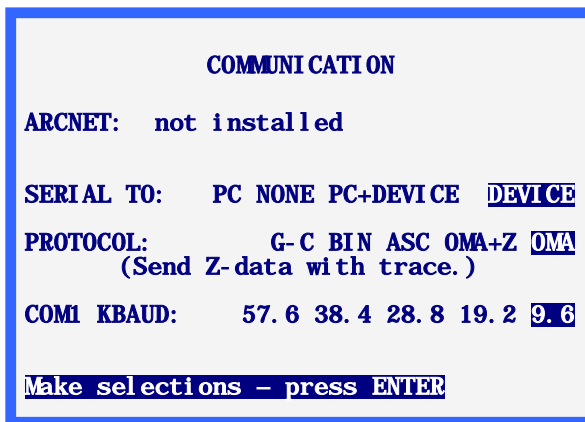 COMMUNICATION
ARCNET: not installed
SERIAL TO: PC NONE PC+DEVICE DEVICE
PROTOCOL: G-C BIN ASC OMA+Z OMA
(Send Z-data with trace.)
COM1 KBAUD: 57.6 38.4 28.8 19.2 9.6
Make selections – press ENTER